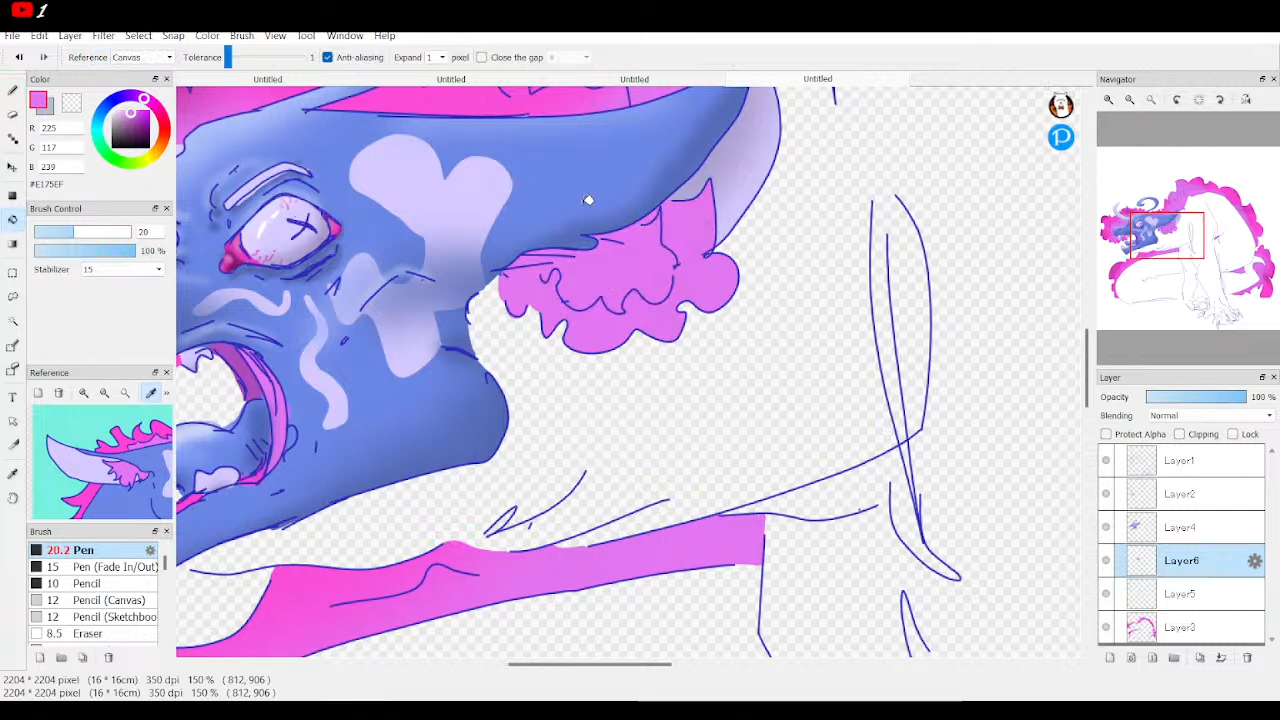 1
File Edit Layer Filter Select Snap Color Brush View Tool Window Help
Reference Canvas Tolerance 1 Anti-aliasing Expand 1 pixel Close the gap 0
Color Untitled Untitled Untitled Untitled Navigator
R 225
G 117
B 239
#E175EF
Brush Control
20
100 %
Stabilizer 15
Reference
Brush
20.2 Pen
15 Pen (Fade In/Out)
10 Pencil
12 Pencil (Canvas)
12 Pencil (Sketchboo
8.5 Eraser
Layer
Opacity 100 %
Blending Normal
Protect Alpha Clipping Lock
Layer1
Layer2
Layer4
Layer6
Layer5
Layer3
2204 * 2204 pixel (16 * 16cm) 350 dpi 150 % ( 812, 906 )
2204 * 2204 pixel (16 * 16cm) 350 dpi 150 % ( 812, 906 )